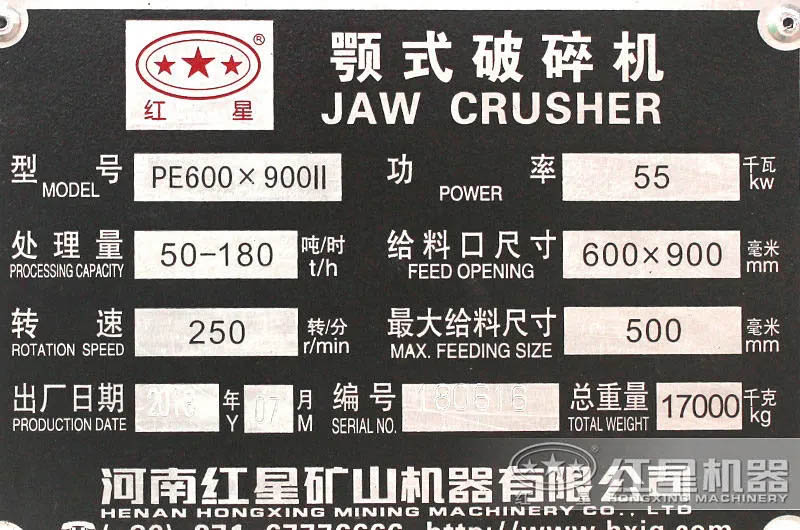 红 星 ®
颚式破碎机
JAW CRUSHER
型 号 MODEL PE600×900II
功 率 POWER 55 千瓦 kw
处理量 PROCESSING CAPACITY 50-180 吨/时 t/h
给料口尺寸 FEED OPENING 600×900 毫米 mm
转 速 ROTATION SPEED 250 转/分 r/min
最大给料尺寸 MAX. FEEDING SIZE 500 毫米 mm
出厂日期 PRODUCTION DATE 年 Y 07 月 M
编号 SERIAL NO. 180616
总重量 TOTAL WEIGHT 17000 千克 kg
河南红星矿山机器有限公司
HENAN HONGXING MINING MACHINERY CO., LTD
红星机器
HONGXING MACHINERY